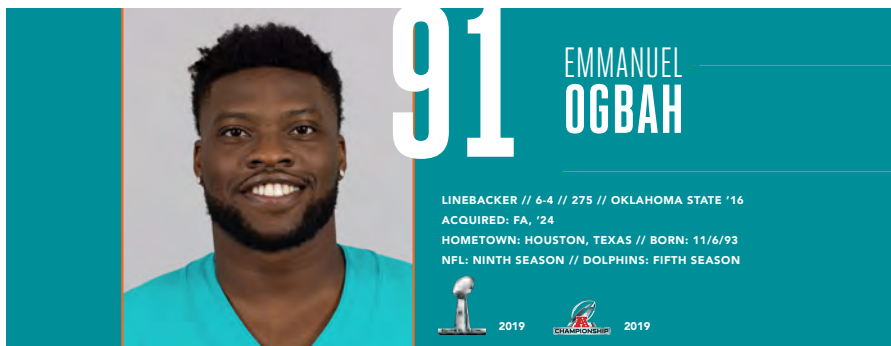 91
EMMANUEL
OGBAH
LINEBACKER // 6-4 // 275 // OKLAHOMA STATE ’16
ACQUIRED: FA, ’24
HOMETOWN: HOUSTON, TEXAS // BORN: 11/6/93
NFL: NINTH SEASON // DOLPHINS: FIFTH SEASON
2019 CHAMPIONSHIP 2019